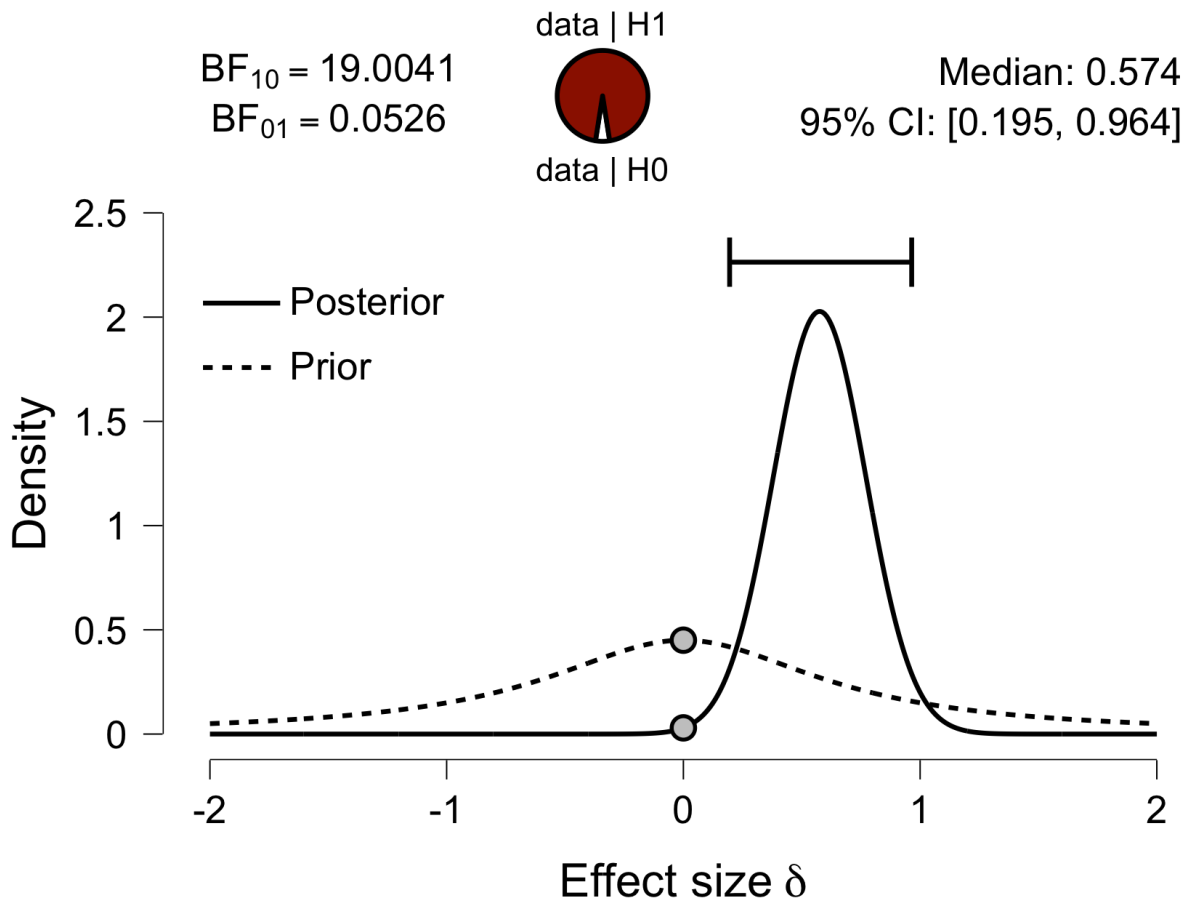 data | H1
BF10 = 19.0041
BF01 = 0.0526
Median: 0.574
95% CI: [0.195, 0.964]
data | H0
2.5
2
1.5
1
0.5
0
Density
Posterior
Prior
-2
-1
0
1
2
Effect size δ